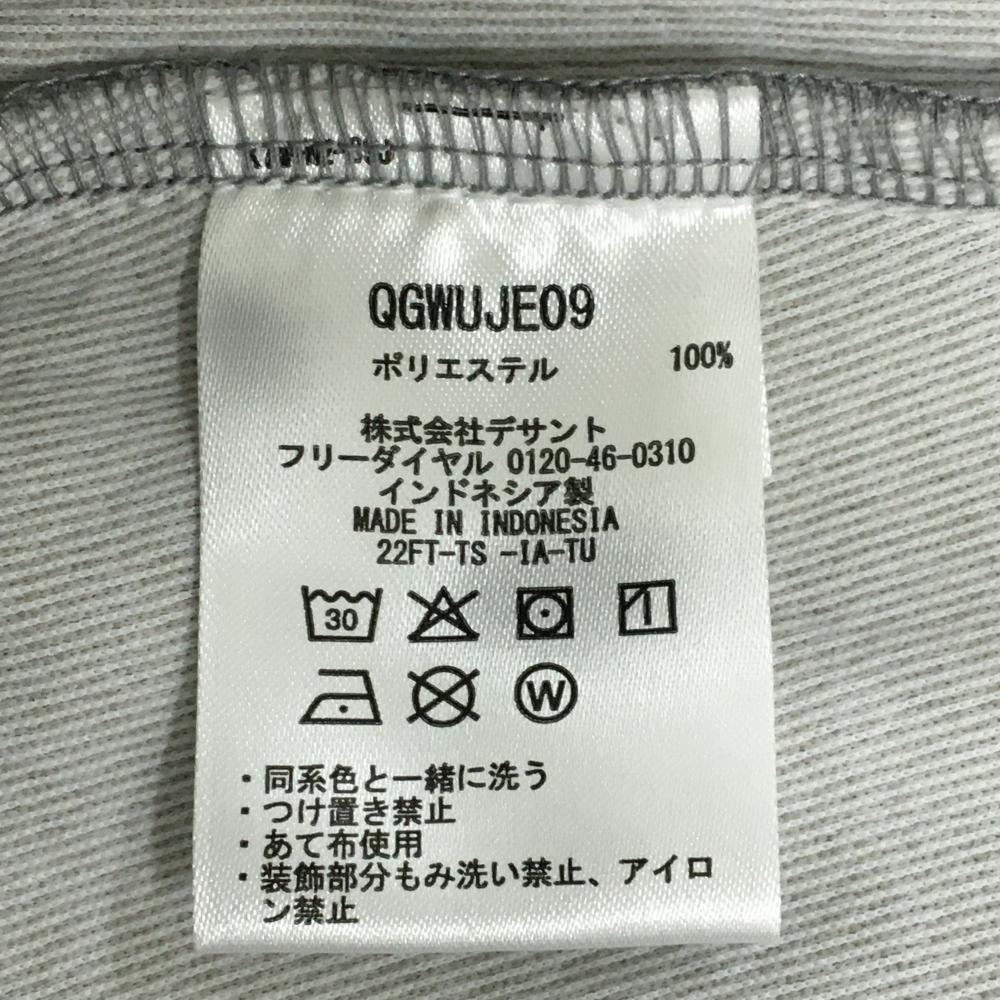 QGWUJE09
ポリエステル 100%
株式会社デサント
フリーダイヤル 0120-46-0310
インドネシア製
MADE IN INDONESIA
22FT-TS -IA-TU
30
W
・同系色と一緒に洗う
・つけ置き禁止
・あて布使用
・装飾部分もみ洗い禁止、アイロ
ン禁止